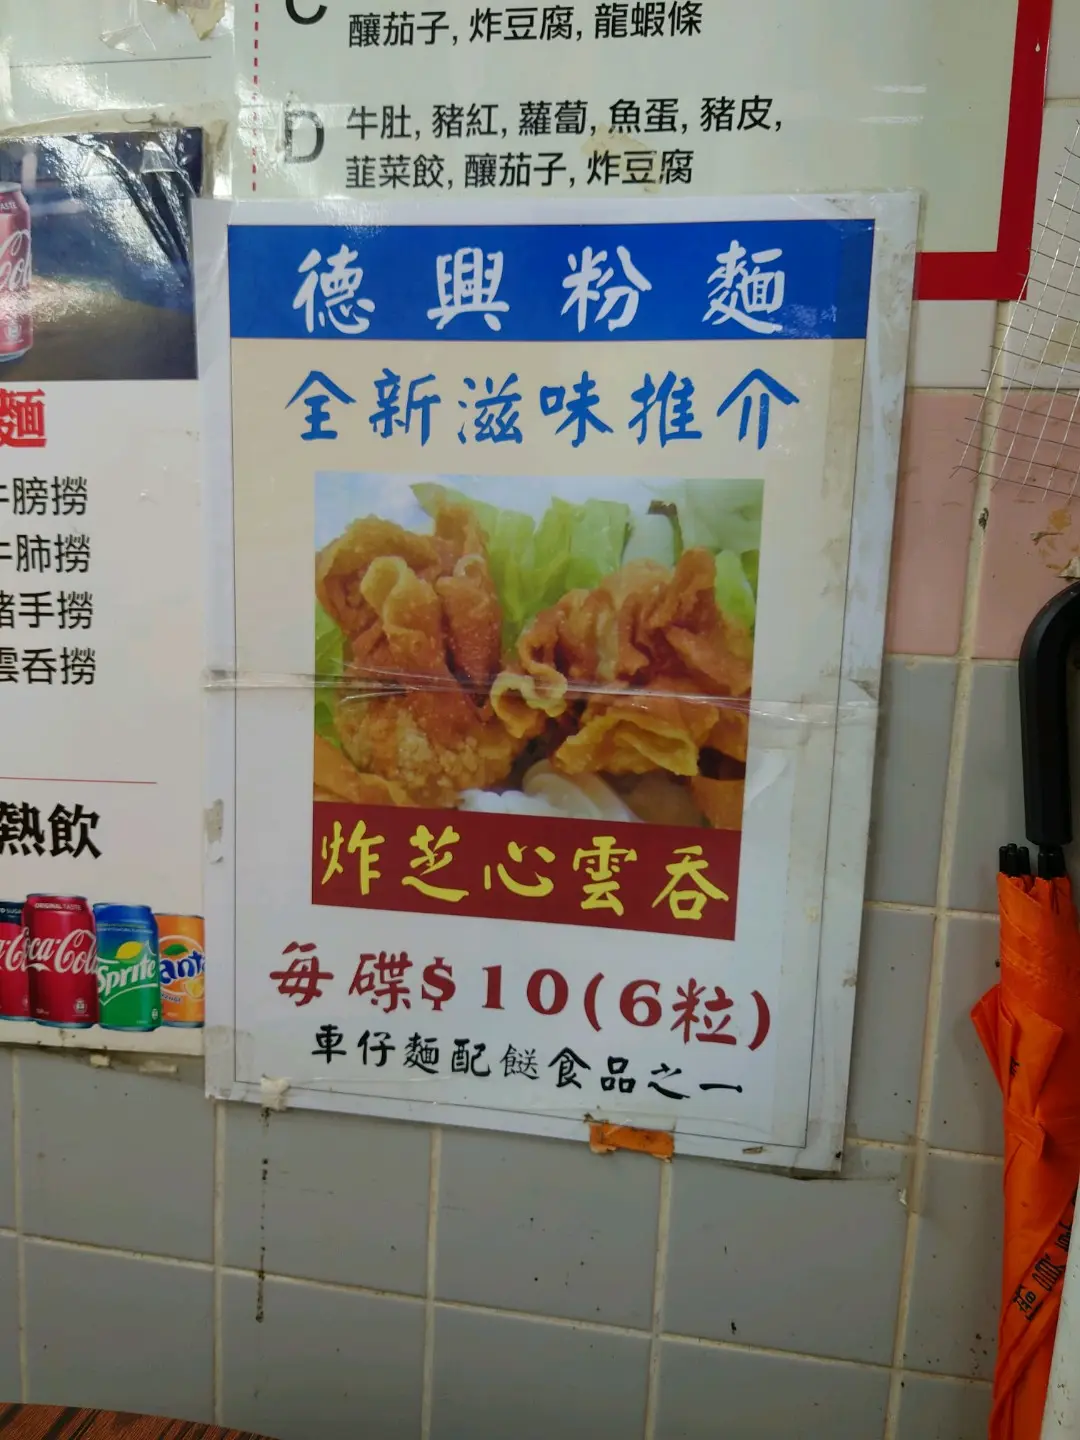 C
釀茄子, 炸豆腐, 龍蝦條
D
牛肚, 豬紅, 蘿蔔, 魚蛋, 豬皮,
韮菜餃, 釀茄子, 炸豆腐
德興粉麵
全新滋味推介
炸芝心雲吞
每碟$10(6粒)
車仔麵配餸食品之一
麵
牛膀撈
牛肺撈
豬手撈
雲吞撈
熱飲
ORIGINAL TASTE
Coca-Cola
Sprite
Fanta